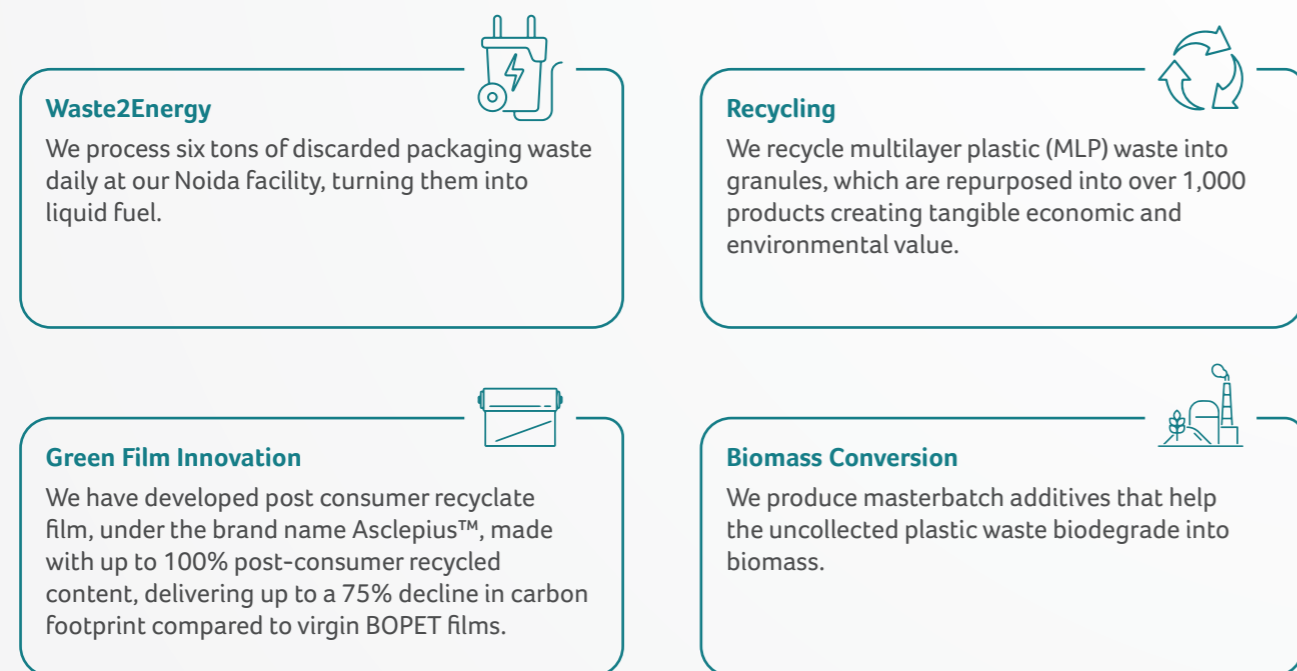 Waste2Energy
We process six tons of discarded packaging waste
daily at our Noida facility, turning them into
liquid fuel.
Recycling
We recycle multilayer plastic (MLP) waste into
granules, which are repurposed into over 1,000
products creating tangible economic and
environmental value.
Green Film Innovation
We have developed post consumer recyclate
film, under the brand name Asclepius™, made
with up to 100% post-consumer recycled
content, delivering up to a 75% decline in carbon
footprint compared to virgin BOPET films.
Biomass Conversion
We produce masterbatch additives that help
the uncollected plastic waste biodegrade into
biomass.